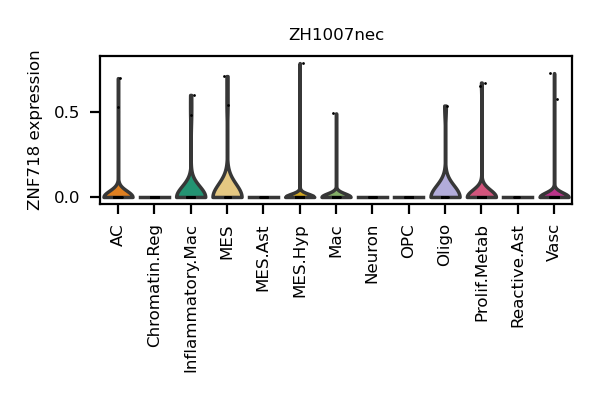 ZH1007nec
ZNF718 expression
0.5
0.0
AC
Chromatin.Reg
Inflammatory.Mac
MES
MES.Ast
MES.Hyp
Mac
Neuron
OPC
Oligo
Prolif.Metab
Reactive.Ast
Vasc